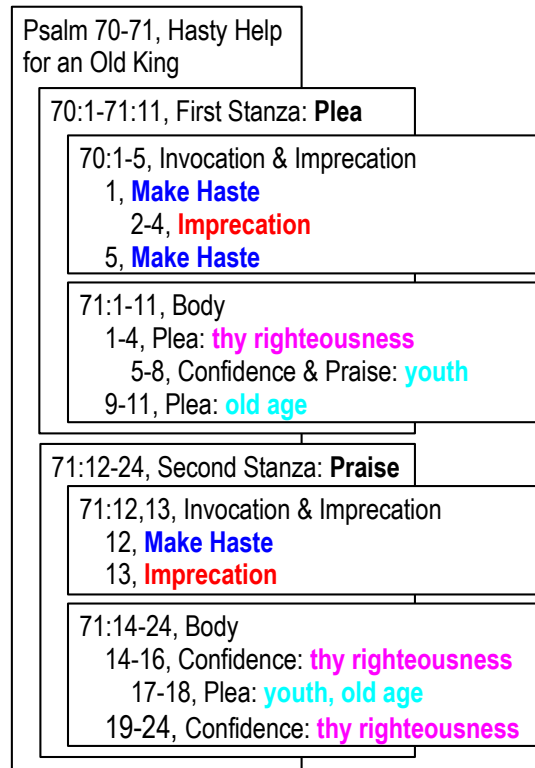 Psalm 70-71, Hasty Help
for an Old King
70:1-71:11, First Stanza: Plea
70:1-5, Invocation & Imprecation
1, Make Haste
2-4, Imprecation
5, Make Haste
71:1-11, Body
1-4, Plea: thy righteousness
5-8, Confidence & Praise: youth
9-11, Plea: old age
71:12-24, Second Stanza: Praise
71:12,13, Invocation & Imprecation
12, Make Haste
13, Imprecation
71:14-24, Body
14-16, Confidence: thy righteousness
17-18, Plea: youth, old age
19-24, Confidence: thy righteousness